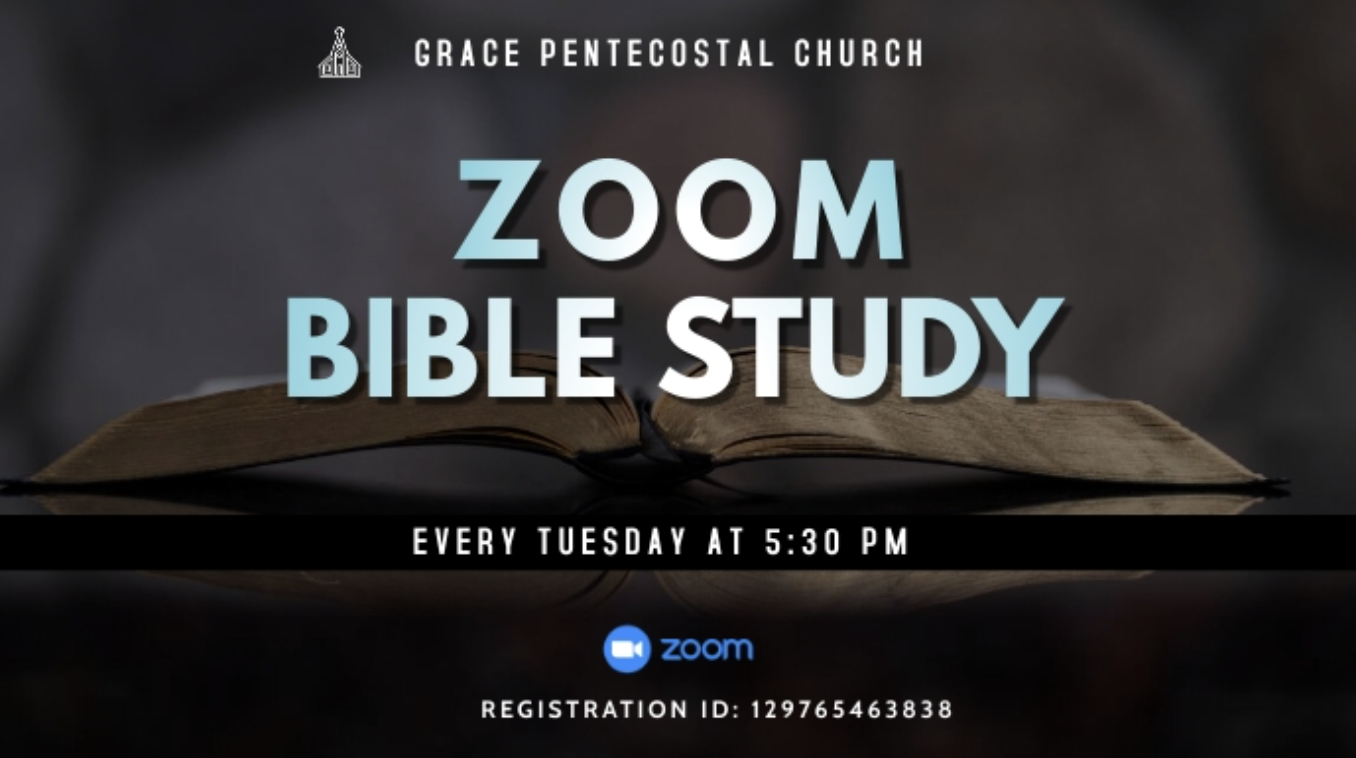 GRACE PENTECOSTAL CHURCH
ZOOM
BIBLE STUDY
EVERY TUESDAY AT 5:30 PM
zoom
REGISTRATION ID: 129765463838